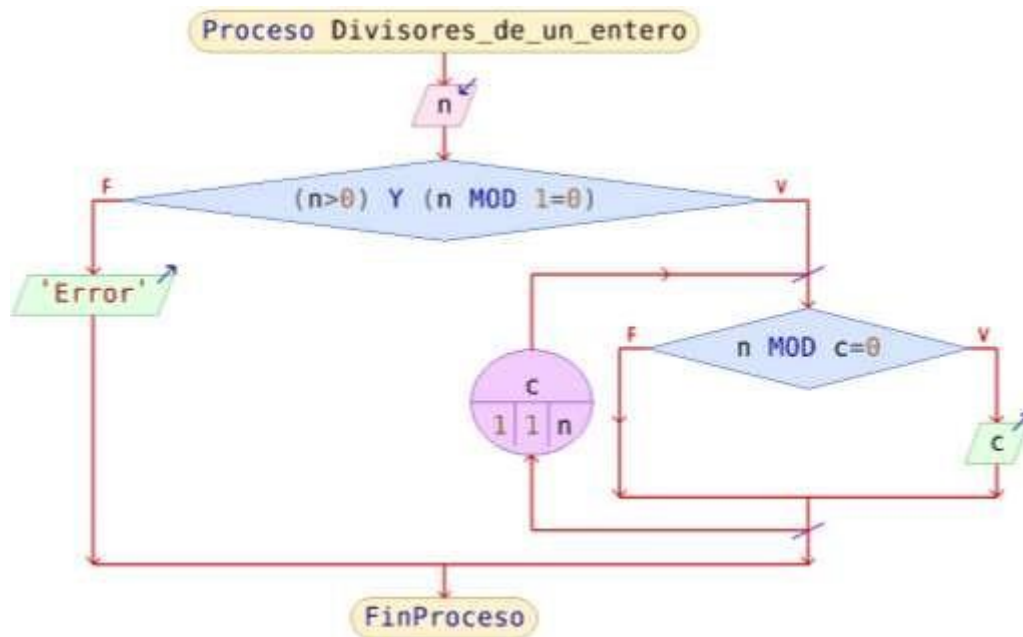 Proceso Divisores_de_un_entero
n
F
(n>0) Y (n MOD 1=0)
V
'Error'
F
n MOD c=0
V
c
1 1 n
c
FinProceso